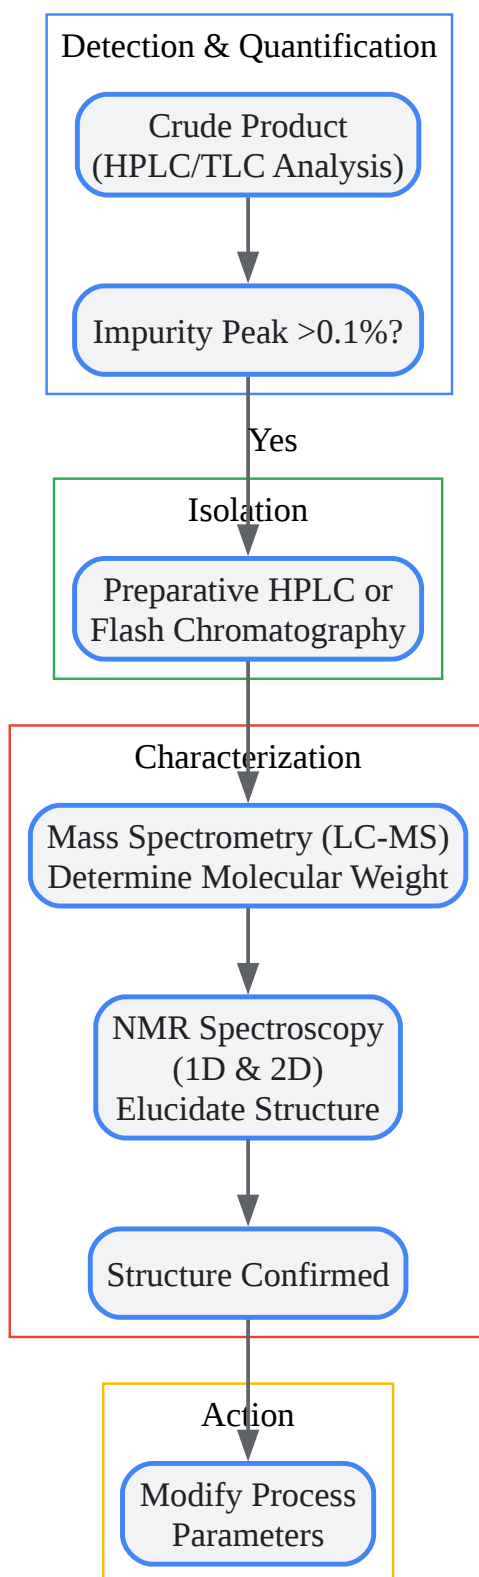 Detection & Quantification
Crude Product
(HPLC/TLC Analysis)
Impurity Peak >0.1%?
Yes
Isolation
Preparative HPLC or
Flash Chromatography
Characterization
Mass Spectrometry (LC-MS)
Determine Molecular Weight
NMR Spectroscopy
(1D & 2D)
Elucidate Structure
Structure Confirmed
Action
Modify Process
Parameters